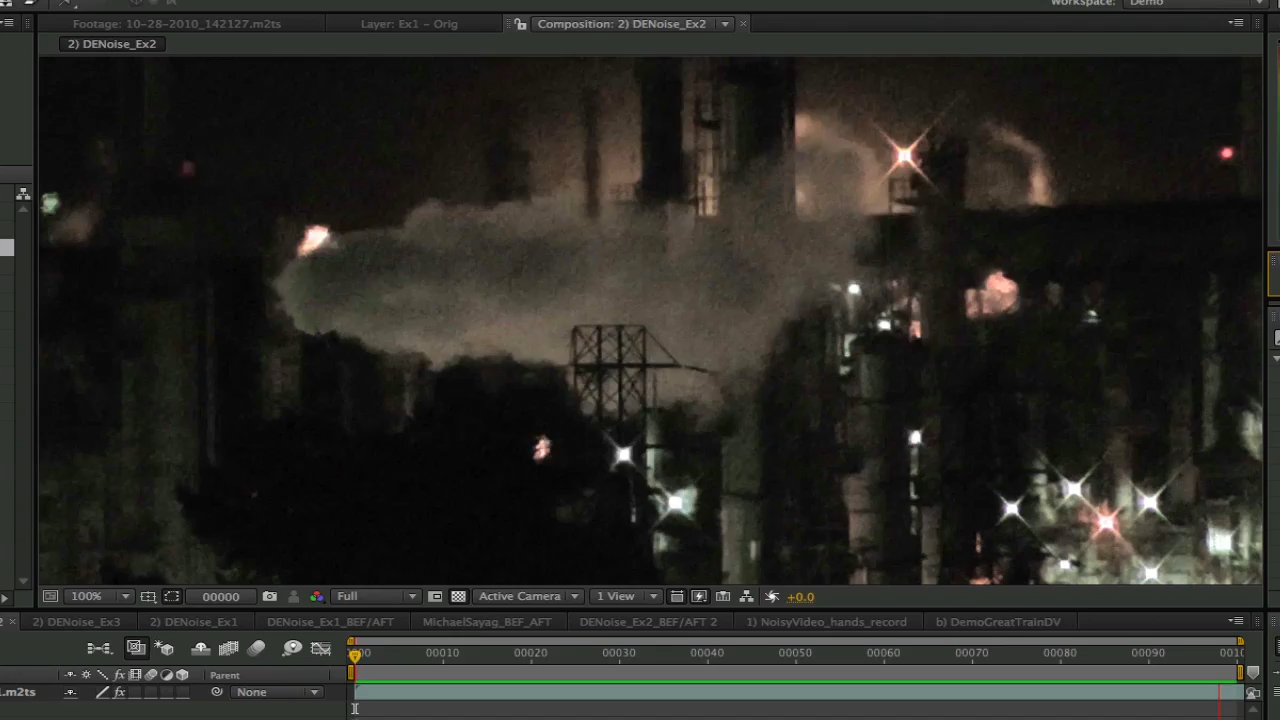 Workspace: Demo
Footage: 10-28-2010_142127.m2ts Layer: Ex1 - Orig Composition: 2) DENoise_Ex2
2) DENoise_Ex2
100% 00000 Full Active Camera 1 View +0.0
2) DENoise_Ex3 2) DENoise_Ex1 DENoise_Ex1_BEF/AFT MichaelSayag_BEF_AFT DENoise_Ex2_BEF/AFT 2 1) NoisyVideo_hands_record b) DemoGreatTrainDV
00010 00020 00030 00040 00050 00060 00070 00080 00090
fx Parent
.m2ts fx None